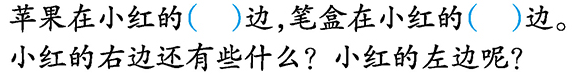 苹果在小红的(　)边,笔盒在小红的(　)边。
小红的右边还有些什么？小红的左边呢？